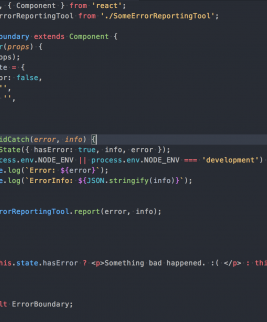 , { Component } from 'react';
rrorReportingTool from './SomeErrorReportingTool';
oundary extends Component {
r(props) {
ops);
te = {
or: false,
'',
'',
idCatch(error, info) {
State({ hasError: true, info, error });
ocess.env.NODE_ENV || process.env.NODE_ENV === 'development')
e.log(`Error: ${error}`);
e.log(`ErrorInfo: ${JSON.stringify(info)}`);
rrorReportingTool.report(error, info);
his.state.hasError ? <p>Something bad happened. :( </p> : thi
lt ErrorBoundary;